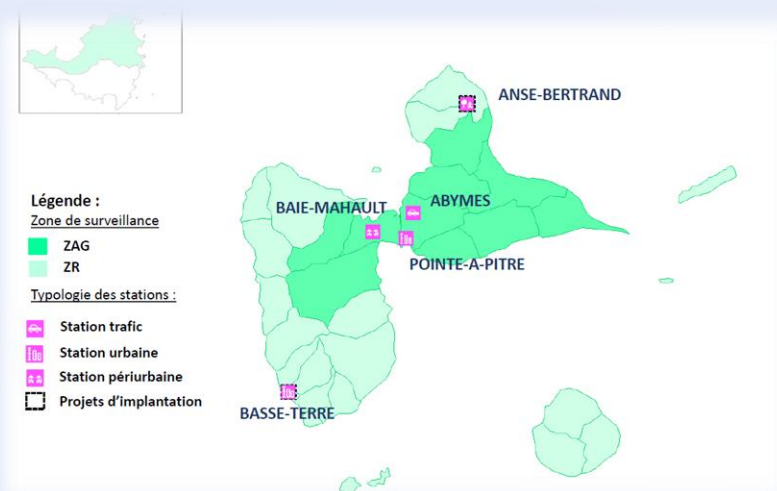 ANSE-BERTRAND
ABYMES
BAIE-MAHAULT
POINTE-A-PITRE
BASSE-TERRE
Légende :
Zone de surveillance
ZAG
ZR
Typologie des stations :
Station trafic
Station urbaine
Station périurbaine
Projets d'implantation